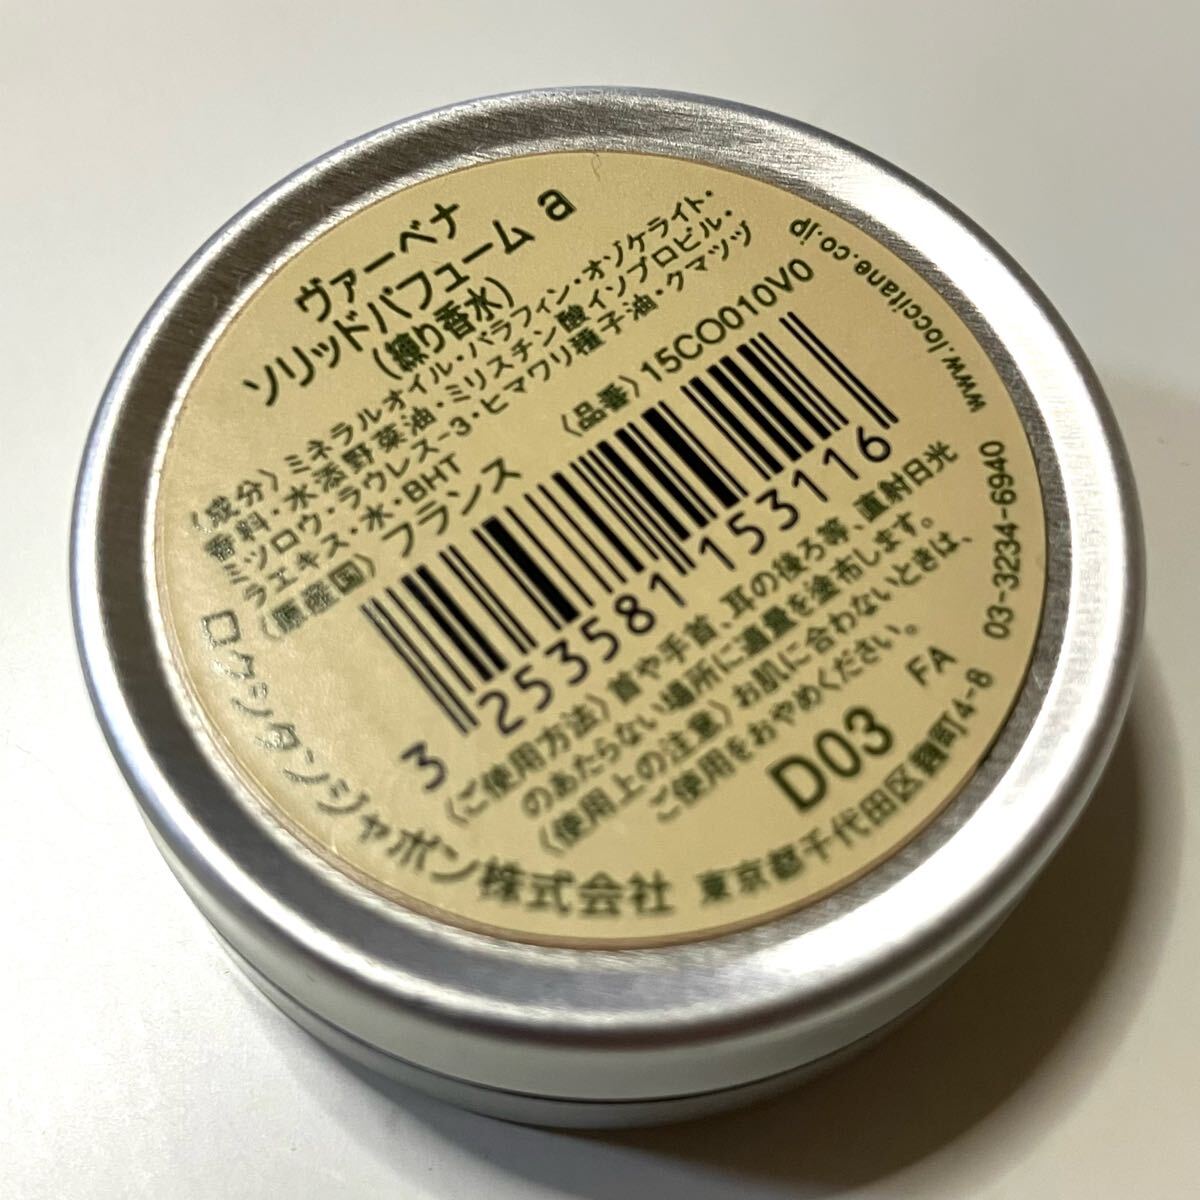 ヴァーベナ
ソリッドパフューム a
(練り香水)
〈成分〉ミネラルオイル・パラフィン・オゾケライト・
香料・水添野菜油・ミリスチン酸イソプロピル・
ミツロウ・ラウレス-3・ヒマワリ種子油・クマツヅ
ラエキス・水・BHT
〈原産国〉フランス
〈品番〉15CO010V0
3 253581 153116
〈ご使用方法〉首や手首、耳の後ろ等、直射日光
のあたらない場所に適量を塗布します。
〈使用上の注意〉お肌に合わないときは、
ご使用をおやめください。
D03
FA
ロクシタンジャポン株式会社 東京都千代田区麹町4-8 03-3234-6940 www.loccitane.co.jp